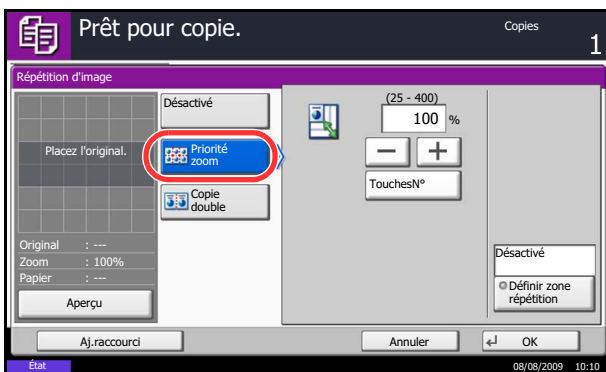 Prêt pour copie.
Copies
1
Répétition d'image
Placez l'original.
Original : ---
Zoom : 100%
Papier : ---
Aperçu
Désactivé
Priorité
zoom
Copie
double
(25 - 400)
100 %
TouchesN°
Désactivé
Définir zone
répétition
Aj.raccourci
Annuler
OK
État
08/08/2009 10:10